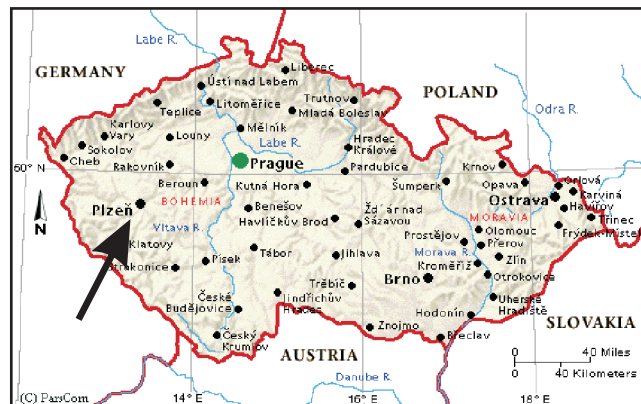 Labe R.
GERMANY
Liberec
Ústí nad Labem
Teplice
Litoměřice
Trutnov
Mladá Boleslav
POLAND
Odra R.
Karlovy
Vary
Sokolov
Cheb
Louny
Mělník
Labe R.
Hradec
Králové
Rakovník
Prague
Pardubice
50°N
Krnov
Opava
Orlová
Karviná
Ostrava
Havířov
Třinec
Frýdek-Místek
Beroun
Kutná Hora
Šumperk
Plzeň
BOHEMIA
Benešov
Havlíčkův Brod
Žd´ár nad
Sázavou
MORAVIA
Olomouc
Přerov
Prostějov
N
Vltava R.
Klatovy
Strakonice
Písek
Tábor
Jihlava
Morava R.
Kroměříž
Zlín
Otrokovice
Třebíč
Brno
Uherské
Hradiště
České
Budějovice
Jindřichův
Hradec
Hodonín
Znojmo
Břeclav
SLOVAKIA
Český
Krumlov
AUSTRIA
0 40 Miles
0 40 Kilometers
Danube R.
(C) ParsCom
14°E
16°E
18°E